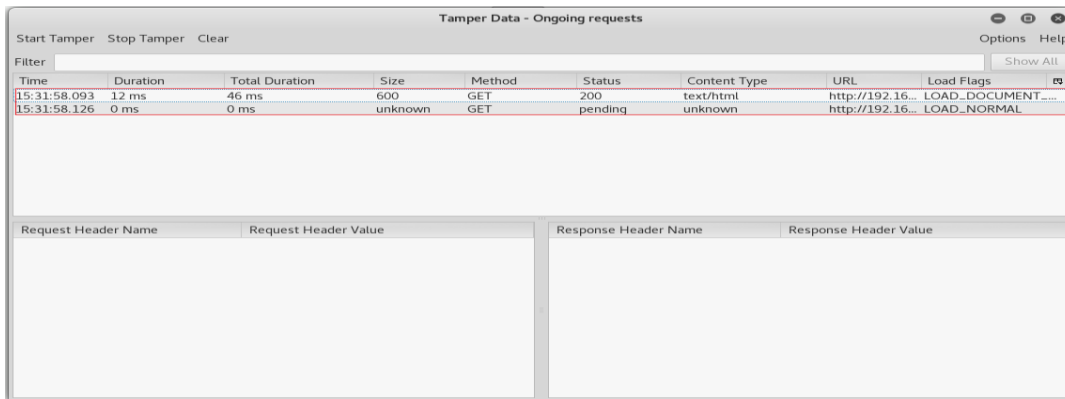 Tamper Data - Ongoing requests
Start Tamper Stop Tamper Clear Options Help
Filter Show All
Time Duration Total Duration Size Method Status Content Type URL Load Flags
15:31:58.093 12 ms 46 ms 600 GET 200 text/html http://192.16... LOAD_DOCUMENT_...
15:31:58.126 0 ms 0 ms unknown GET pending unknown http://192.16... LOAD_NORMAL
Request Header Name Request Header Value Response Header Name Response Header Value